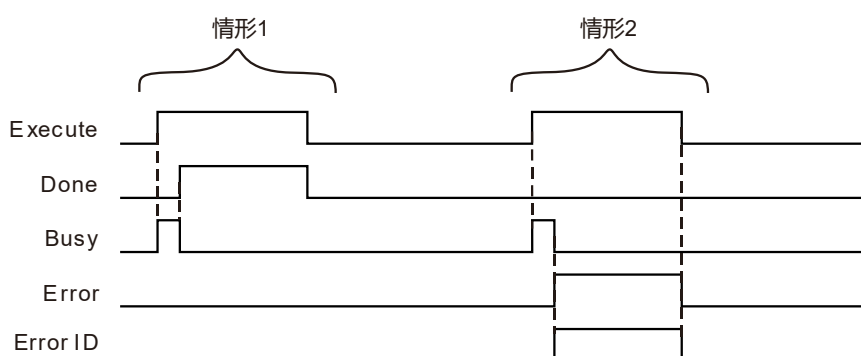 情形1 情形2
Execute
Done
Busy
Error
Error ID